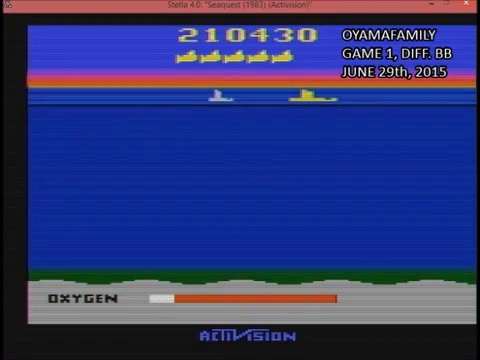 Stella 4.0: "Seaquest (1983) (Activision)"
210430
OYAMAFAMILY
GAME 1, DIFF. BB
JUNE 29th, 2015
OXYGEN
ACTIVISION